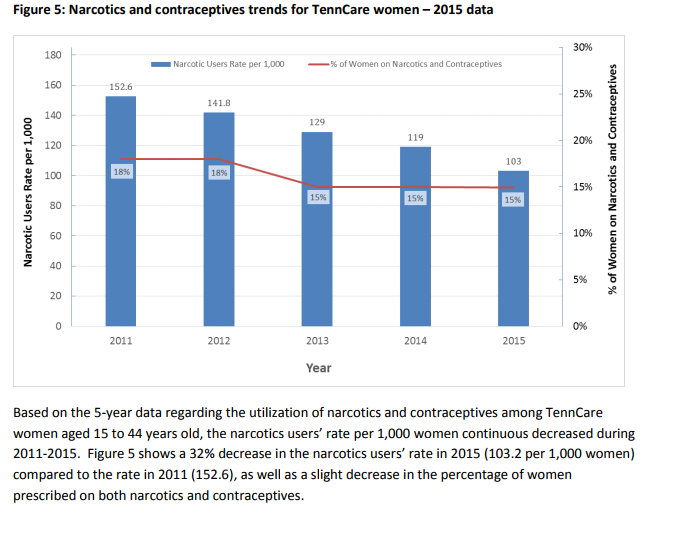 Figure 5: Narcotics and contraceptives trends for TennCare women – 2015 data
Narcotic Users Rate per 1,000
% of Women on Narcotics and Contraceptives
Narcotic Users Rate per 1,000
180
160
140
120
100
80
60
40
20
0
152.6
141.8
129
119
103
18%
18%
15%
15%
15%
30%
25%
20%
15%
10%
5%
0%
% of Women on Narcotics and Contraceptives
2011 2012 2013 2014 2015
Year
Based on the 5-year data regarding the utilization of narcotics and contraceptives among TennCare
women aged 15 to 44 years old, the narcotics users’ rate per 1,000 women continuous decreased during
2011-2015. Figure 5 shows a 32% decrease in the narcotics users’ rate in 2015 (103.2 per 1,000 women)
compared to the rate in 2011 (152.6), as well as a slight decrease in the percentage of women
prescribed on both narcotics and contraceptives.